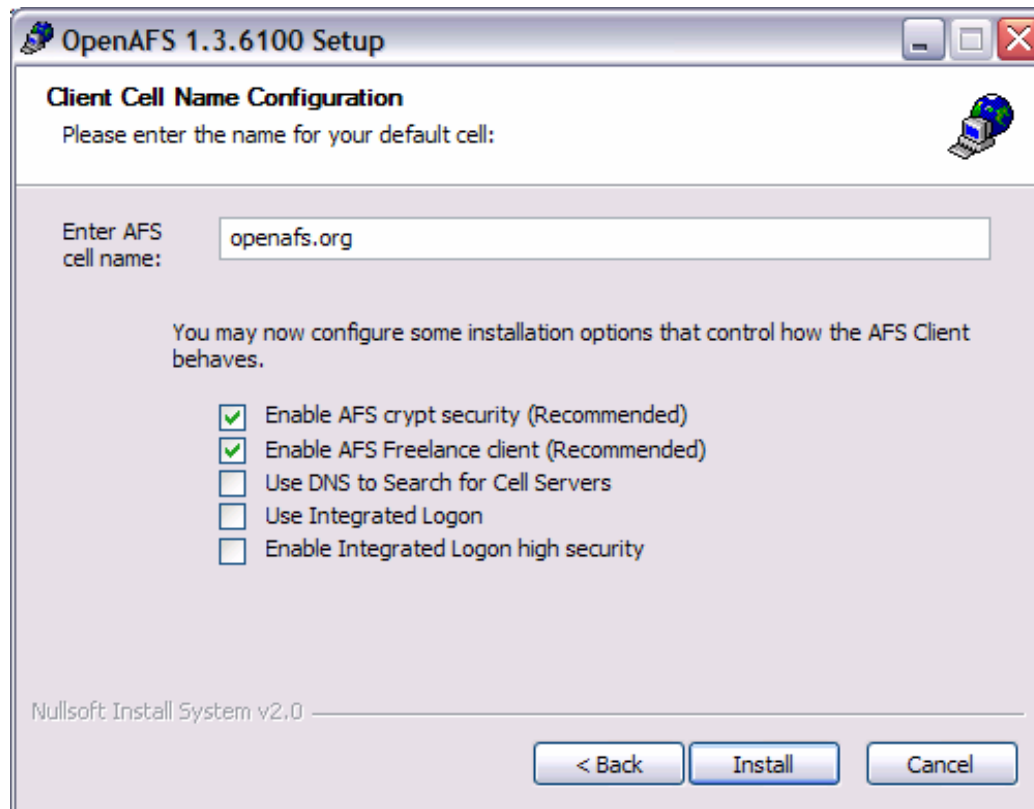 OpenAFS 1.3.6100 Setup
Client Cell Name Configuration
Please enter the name for your default cell:
Enter AFS
cell name:
openafs.org
You may now configure some installation options that control how the AFS Client
behaves.
Enable AFS crypt security (Recommended)
Enable AFS Freelance client (Recommended)
Use DNS to Search for Cell Servers
Use Integrated Logon
Enable Integrated Logon high security
Nullsoft Install System v2.0
< Back Install Cancel